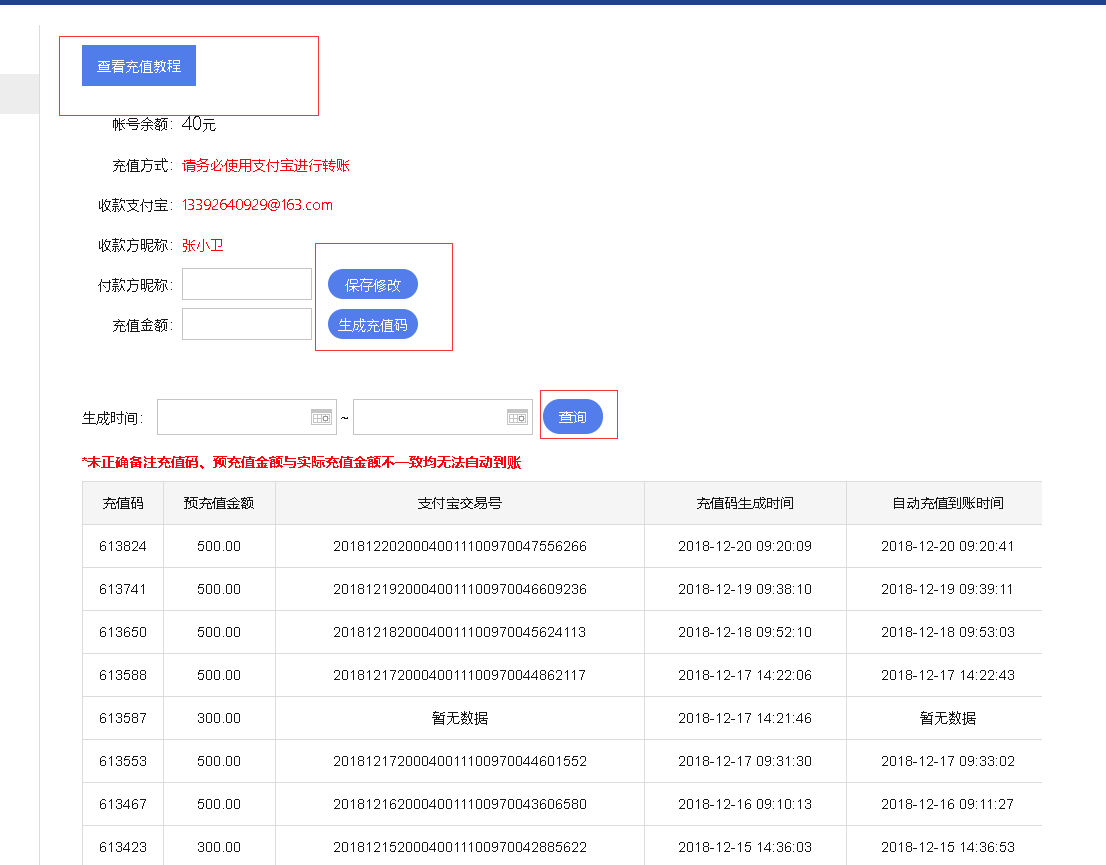 查看充值教程
帐号余额： 40元
充值方式： 请务必使用支付宝进行转账
收款支付宝： 13392640929@163.com
收款方昵称： 张小卫
付款方昵称： 保存修改
充值金额： 生成充值码
生成时间： ~ 查询
*未正确备注充值码、预充值金额与实际充值金额不一致均无法自动到账
充值码 预充值金额 支付宝交易号 充值码生成时间 自动充值到账时间
613824 500.00 20181220200040011100970047556266 2018-12-20 09:20:09 2018-12-20 09:20:41
613741 500.00 20181219200040011100970046609236 2018-12-19 09:38:10 2018-12-19 09:39:11
613650 500.00 20181218200040011100970045624113 2018-12-18 09:52:10 2018-12-18 09:53:03
613588 500.00 20181217200040011100970044862117 2018-12-17 14:22:06 2018-12-17 14:22:43
613587 300.00 暂无数据 2018-12-17 14:21:46 暂无数据
613553 500.00 20181217200040011100970044601552 2018-12-17 09:31:30 2018-12-17 09:33:02
613467 500.00 20181216200040011100970043606580 2018-12-16 09:10:13 2018-12-16 09:11:27
613423 300.00 20181215200040011100970042885622 2018-12-15 14:36:03 2018-12-15 14:36:53